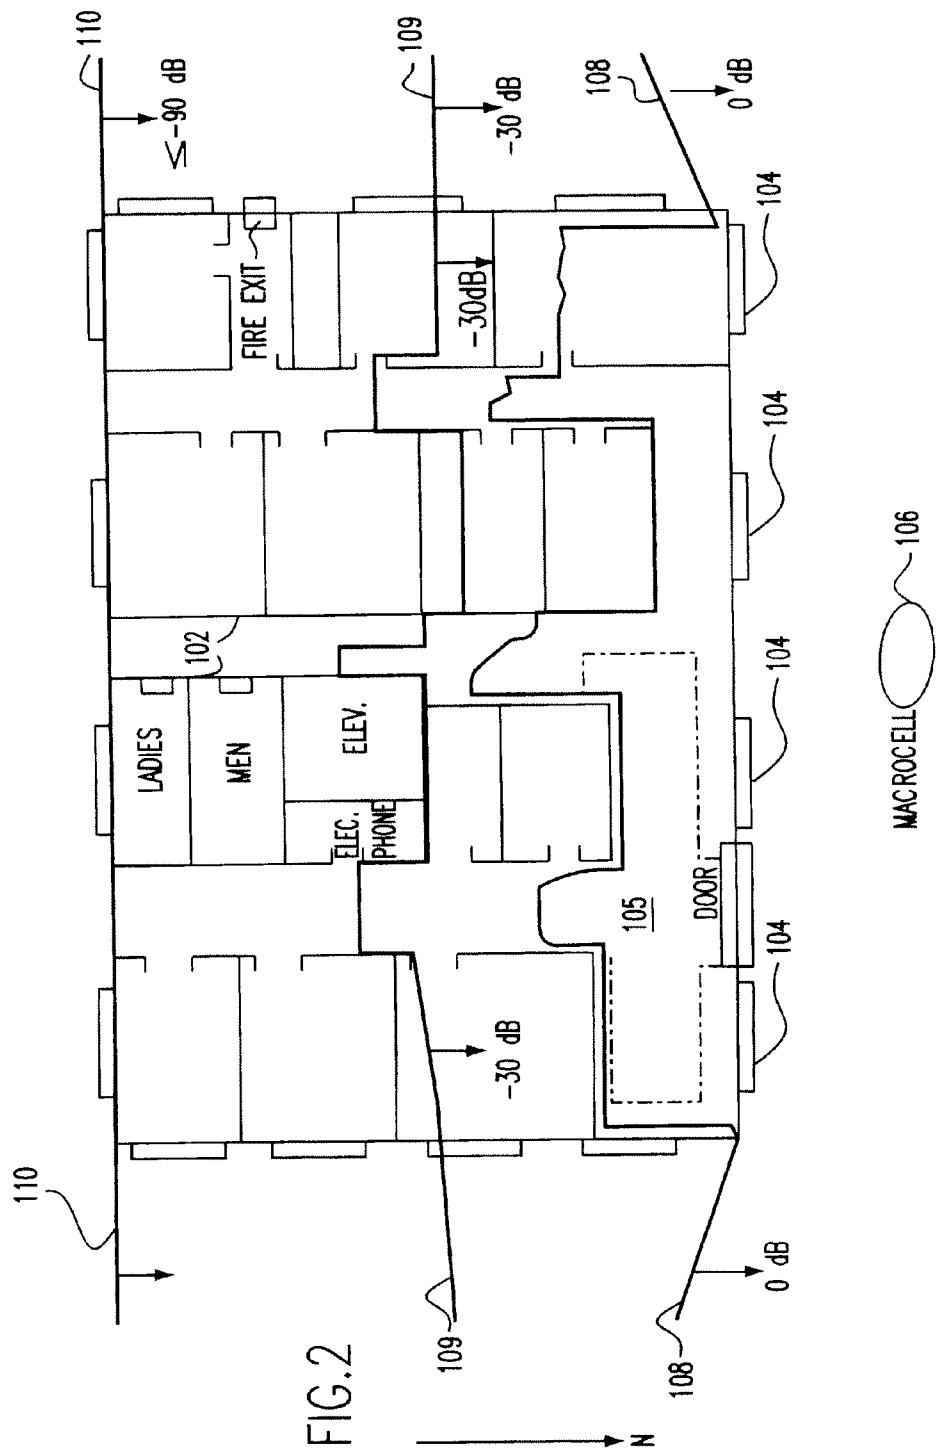 110
109
108
≤-90 dB
-30 dB
0 dB
104
FIRE EXIT
-30dB
104
106
MACROCELL
102
104
LADIES
MEN
ELEV.
ELEC.
PHONE
105
DOOR
104
-30 dB
110
109
108
0 dB
FIG.2
N